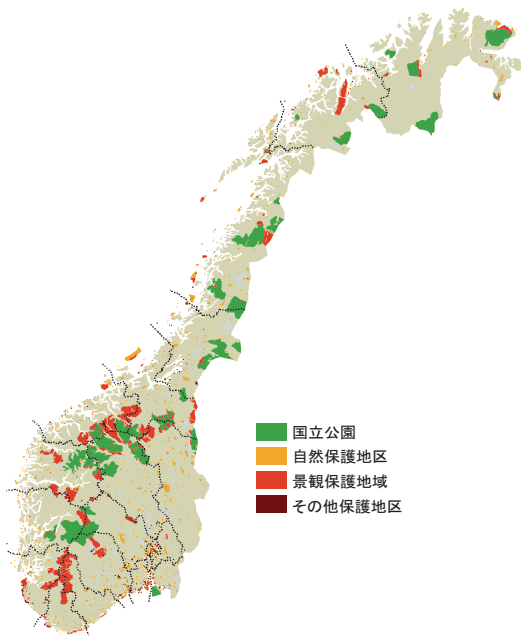 国立公園
自然保護地区
景観保護地域
その他保護地区